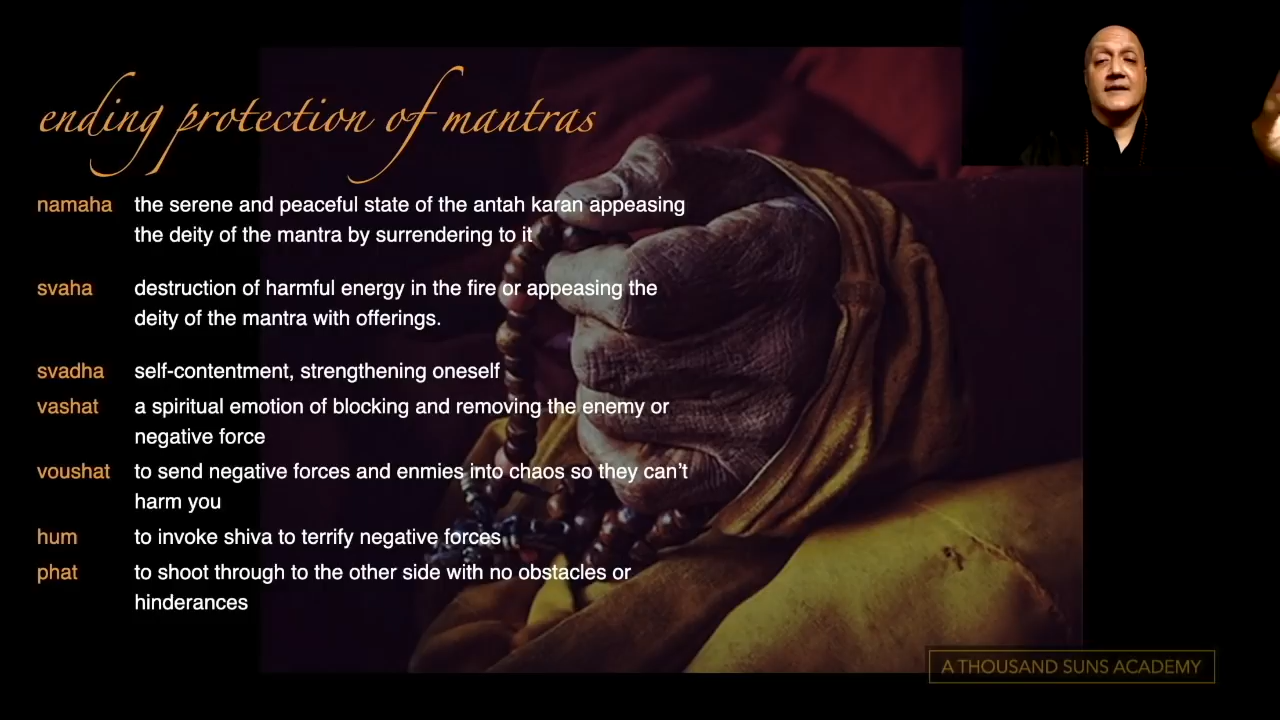 ending protection of mantras
namaha the serene and peaceful state of the antah karan appeasing
the deity of the mantra by surrendering to it
svaha destruction of harmful energy in the fire or appeasing the
deity of the mantra with offerings.
svadha self-contentment, strengthening oneself
vashat a spiritual emotion of blocking and removing the enemy or
negative force
voushat to send negative forces and enmies into chaos so they can't
harm you
hum to invoke shiva to terrify negative forces
phat to shoot through to the other side with no obstacles or
hinderances
A THOUSAND SUNS ACADEMY